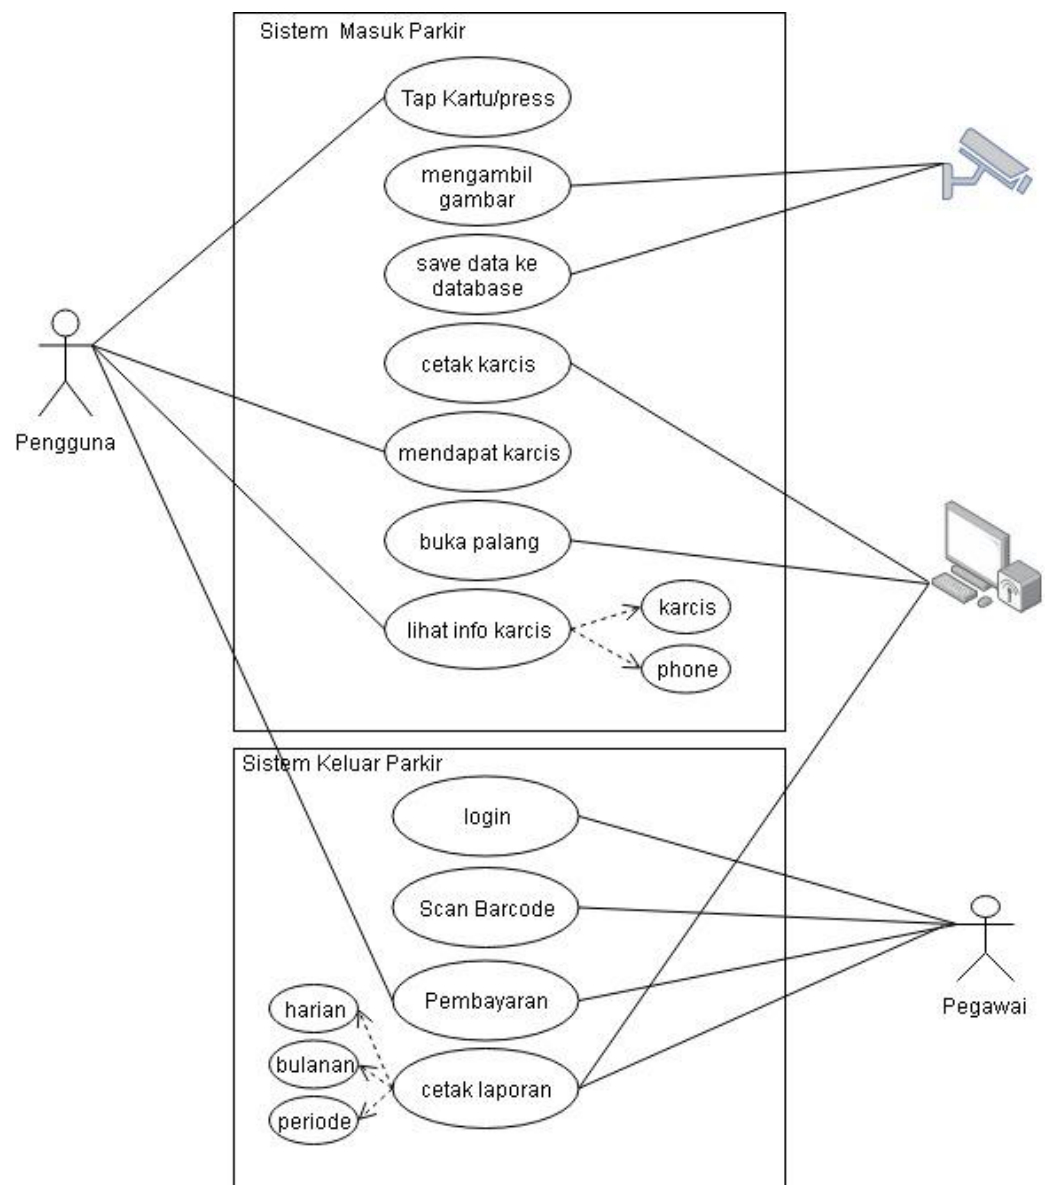 Sistem Masuk Parkir
Tap Kartu/press
mengambil
gambar
save data ke
database
cetak karcis
Pengguna
mendapat karcis
buka palang
karcis
lihat info karcis
phone
Sistem Keluar Parkir
login
Scan Barcode
Pembayaran
Pegawai
harian
bulanan
cetak laporan
periode